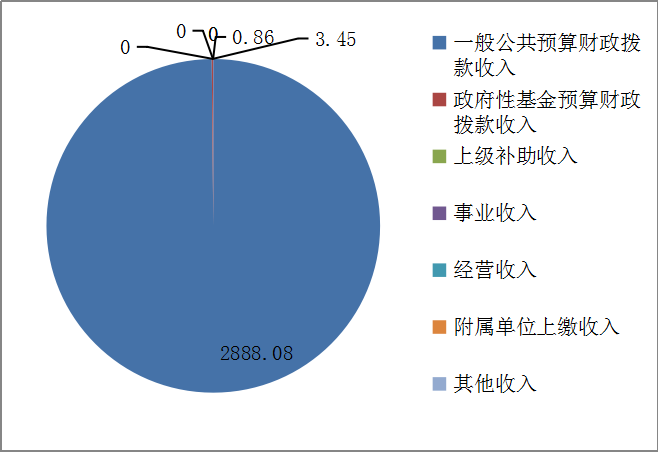 0
0
0
0.86
3.45
2888.08
一般公共预算财政拨
款收入
政府性基金预算财政
拨款收入
上级补助收入
事业收入
经营收入
附属单位上缴收入
其他收入